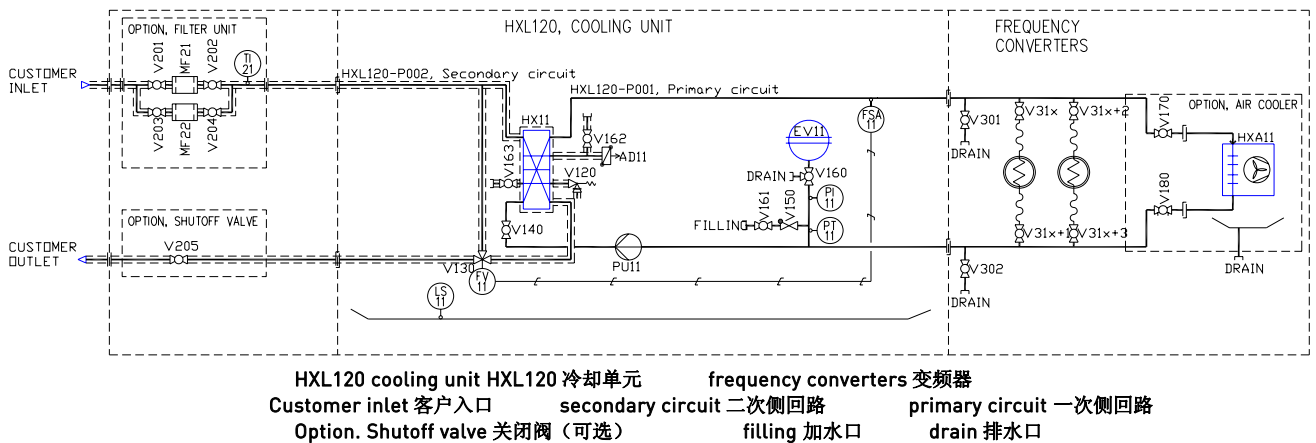 OPTION, FILTER UNIT
HXL120, COOLING UNIT
FREQUENCY
CONVERTERS
V201
MF21
V202
TI
21
CUSTOMER
INLET
HXL120-P002, Secondary circuit
HXL120-P001, Primary circuit
V203
MF22
V204
HX11
V162
AD11
V163
V120
EV11
FSA
11
V301
DRAIN
V31x
V31x+2
V170
OPTION, AIR COOLER
HXA11
DRAIN
V160
PI
11
V161
V150
FILLING
PT
11
V180
OPTION, SHUTOFF VALVE
V205
CUSTOMER
OUTLET
V140
V130
FV
11
PU11
V31x+1
V31x+3
V302
DRAIN
DRAIN
LS
11
HXL120 cooling unit HXL120 冷却单元 frequency converters 变频器
Customer inlet 客户入口 secondary circuit 二次侧回路 primary circuit 一次侧回路
Option. Shutoff valve 关闭阀（可选） filling 加水口 drain 排水口